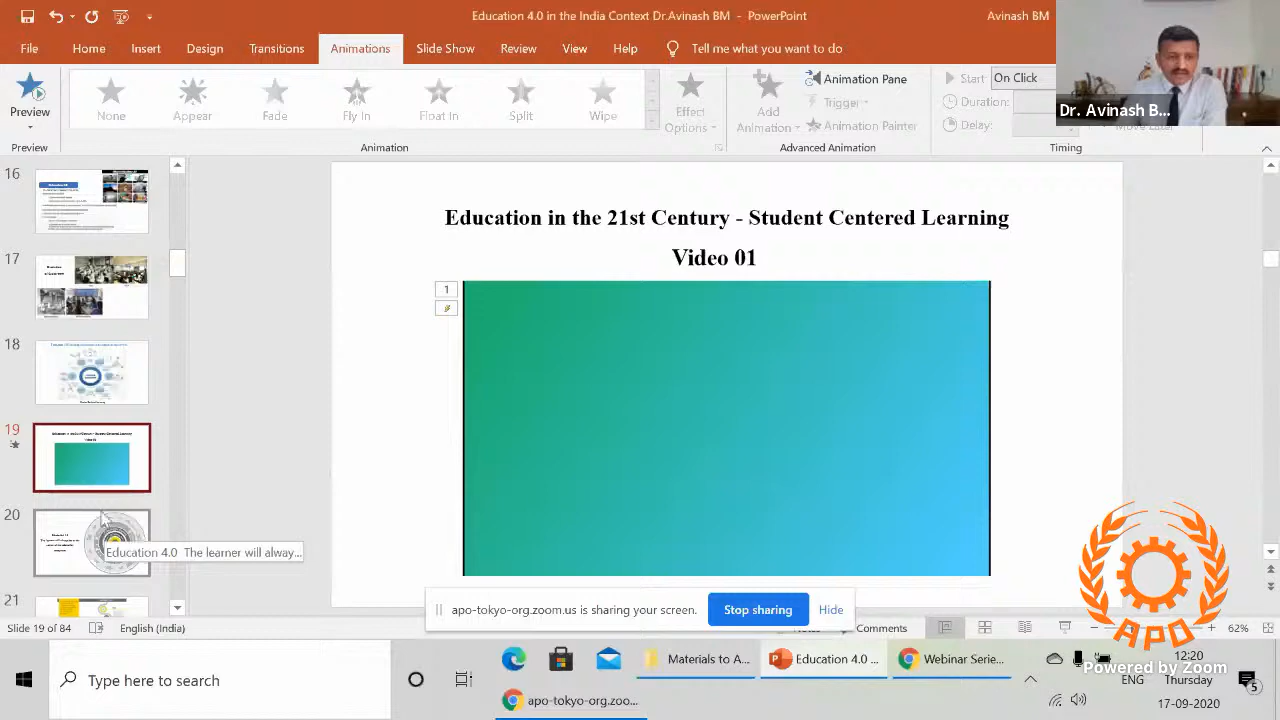 Education 4.0 in the India Context Dr.Avinash BM - PowerPoint
Avinash BM
File Home Insert Design Transitions Animations Slide Show Review View Help Tell me what you want to do
Preview
None Appear Fade Fly In Float In Split Wipe
Effect Options
Add Animation
Animation Pane
Trigger
Animation Painter
Start: On Click
Duration:
Delay:
Move Later
Preview Animation Advanced Animation Timing
Dr. Avinash B...
16
17
18
19
20
21
Education in the 21st Century - Student Centered Learning
Video 01
1
Education 4.0 The learner will alway...
apo-tokyo-org.zoom.us is sharing your screen. Stop sharing Hide
Slide 19 of 84 English (India) Notes Comments 62%
APO
Powered by Zoom
Type here to search
Materials to A...
Education 4.0 ...
Webinar Serie...
apo-tokyo-org.zoo...
12:20
ENG Thursday
17-09-2020
5